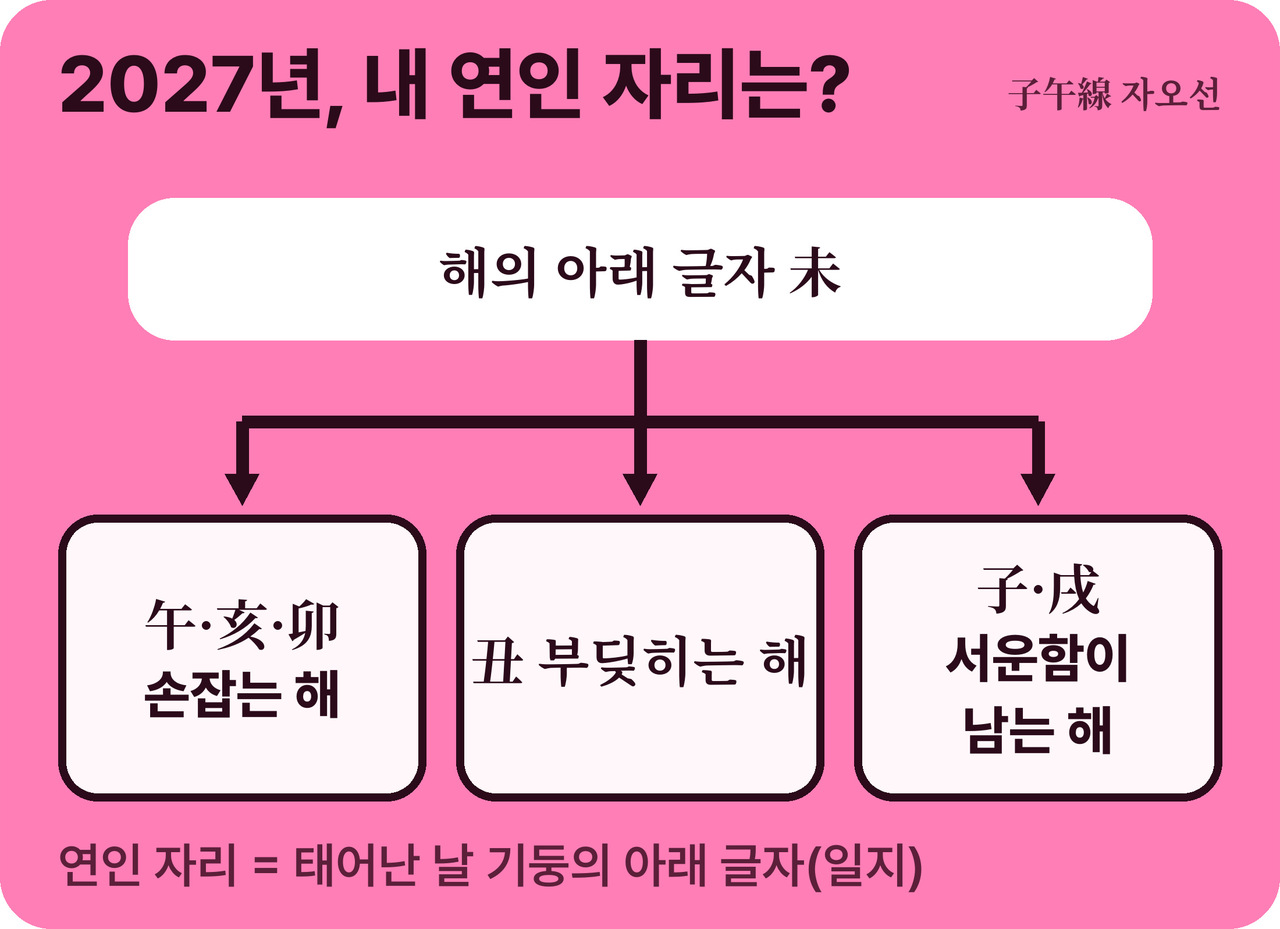 2027년, 내 연인 자리는?
子午線 자오선
해의 아래 글자 未
午·亥·卯
손잡는 해
丑 부딪히는 해
子·戌
서운함이
남는 해
연인 자리 = 태어난 날 기둥의 아래 글자(일지)